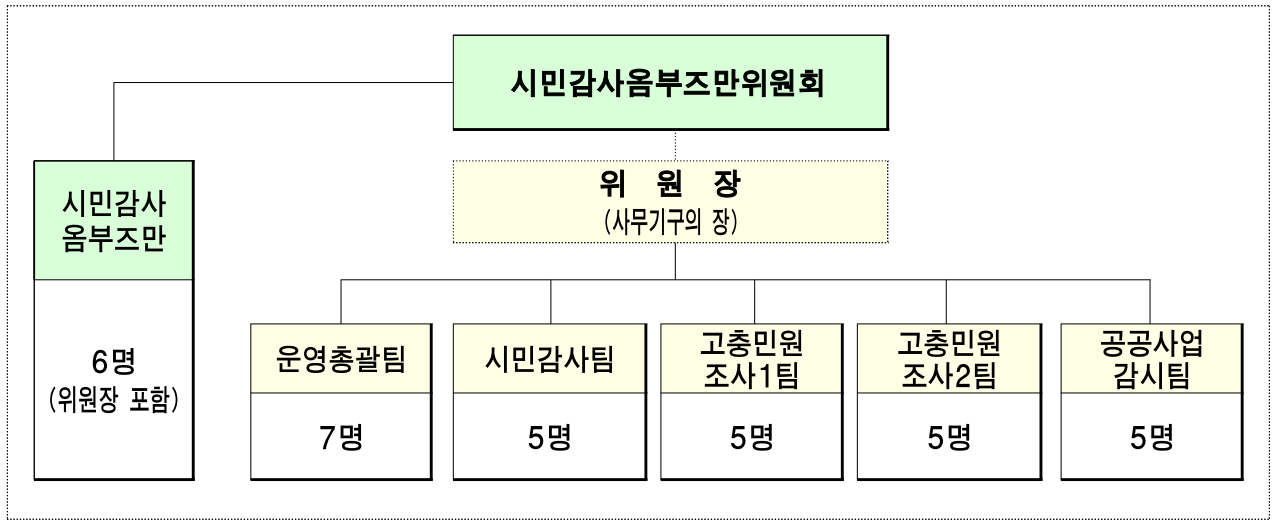 시민감사옴부즈만위원회
시민감사
옴부즈만
6명
(위원장 포함)
위 원 장
(사무기구의 장)
운영총괄팀
7명
시민감사팀
5명
고충민원
조사1팀
5명
고충민원
조사2팀
5명
공공사업
감시팀
5명